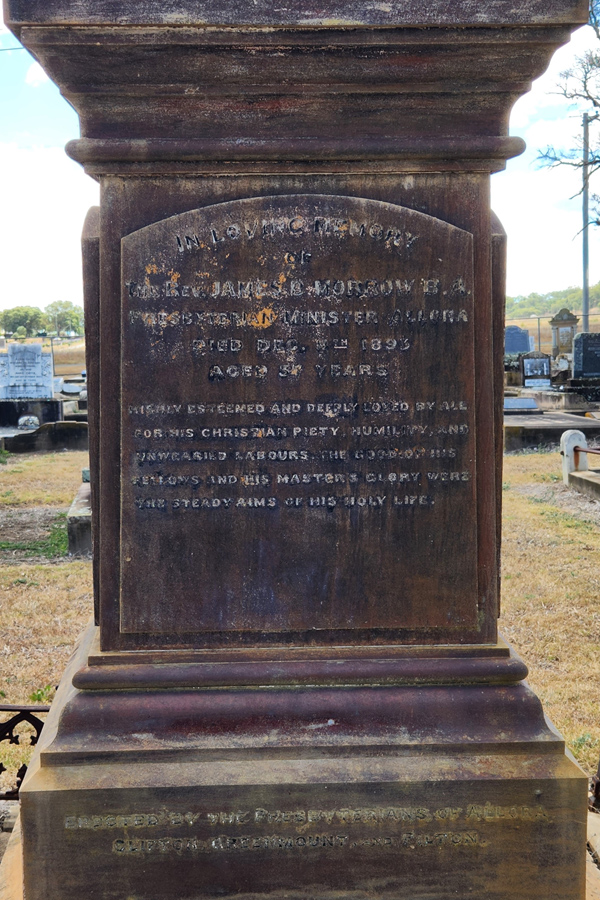 IN LOVING MEMORY
OF
THE REV. JAMES B. MORROW B.A.
PRESBYTERIAN MINISTER ALLORA
DIED DEC. TH 1893
AGED YEARS
HIGHLY ESTEEMED AND DEEPLY LOVED BY ALL
FOR HIS CHRISTIAN PIETY, HUMILITY, AND
UNWEARIED LABOURS. THE GOOD OF HIS
FELLOWS AND HIS MASTER'S GLORY WERE
THE STEADY AIMS OF HIS HOLY LIFE.
ERECTED BY THE PRESBYTERIANS OF ALLORA
CLIFTON, GREENMOUNT AND PILTON.